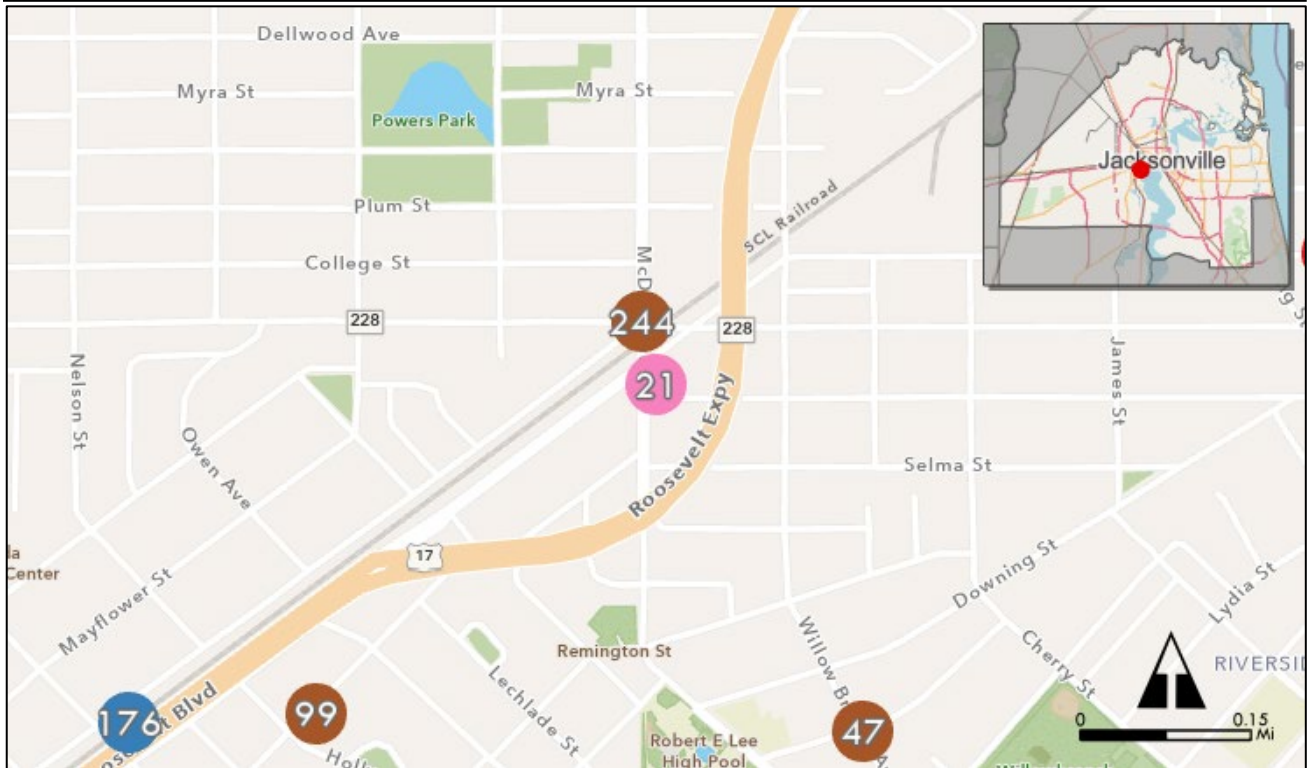 Dellwood Ave
Myra St
Myra St
Powers Park
Jacksonville
Plum St
SCL Railroad
College St
McD
228
244
228
21
Nelson St
James St
Roosevelt Expy
Owen Ave
Selma St
17
Center
Mayflower St
Downing St
Lydia St
Remington St
Willow Br
Cherry St
RIVERSI
Lechlade St
176
Blvd
99
47
Robert E Lee
High Pool
0 0.15
Mi